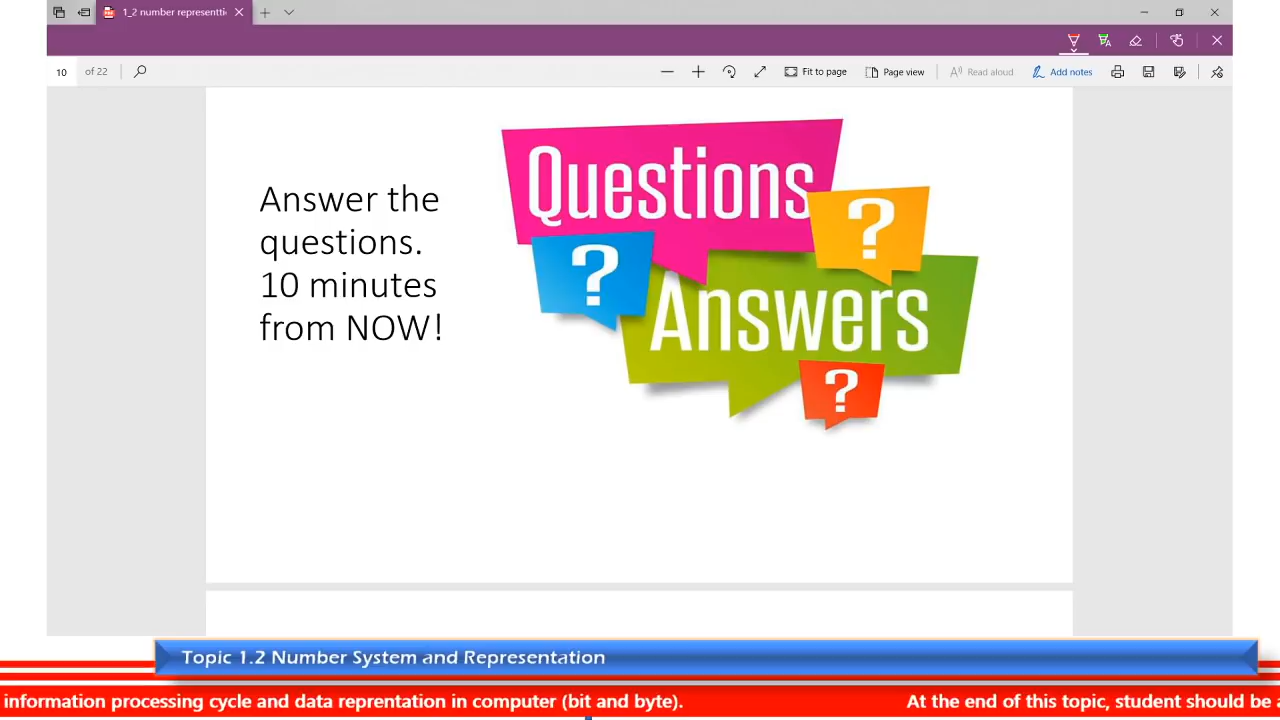 1_2 number representti
10 of 22
Fit to page
Page view
Read aloud
Add notes
Answer the
questions.
10 minutes
from NOW!
Questions
?
?
Answers
?
Topic 1.2 Number System and Representation
information processing cycle and data reprentation in computer (bit and byte).
At the end of this topic, student should be